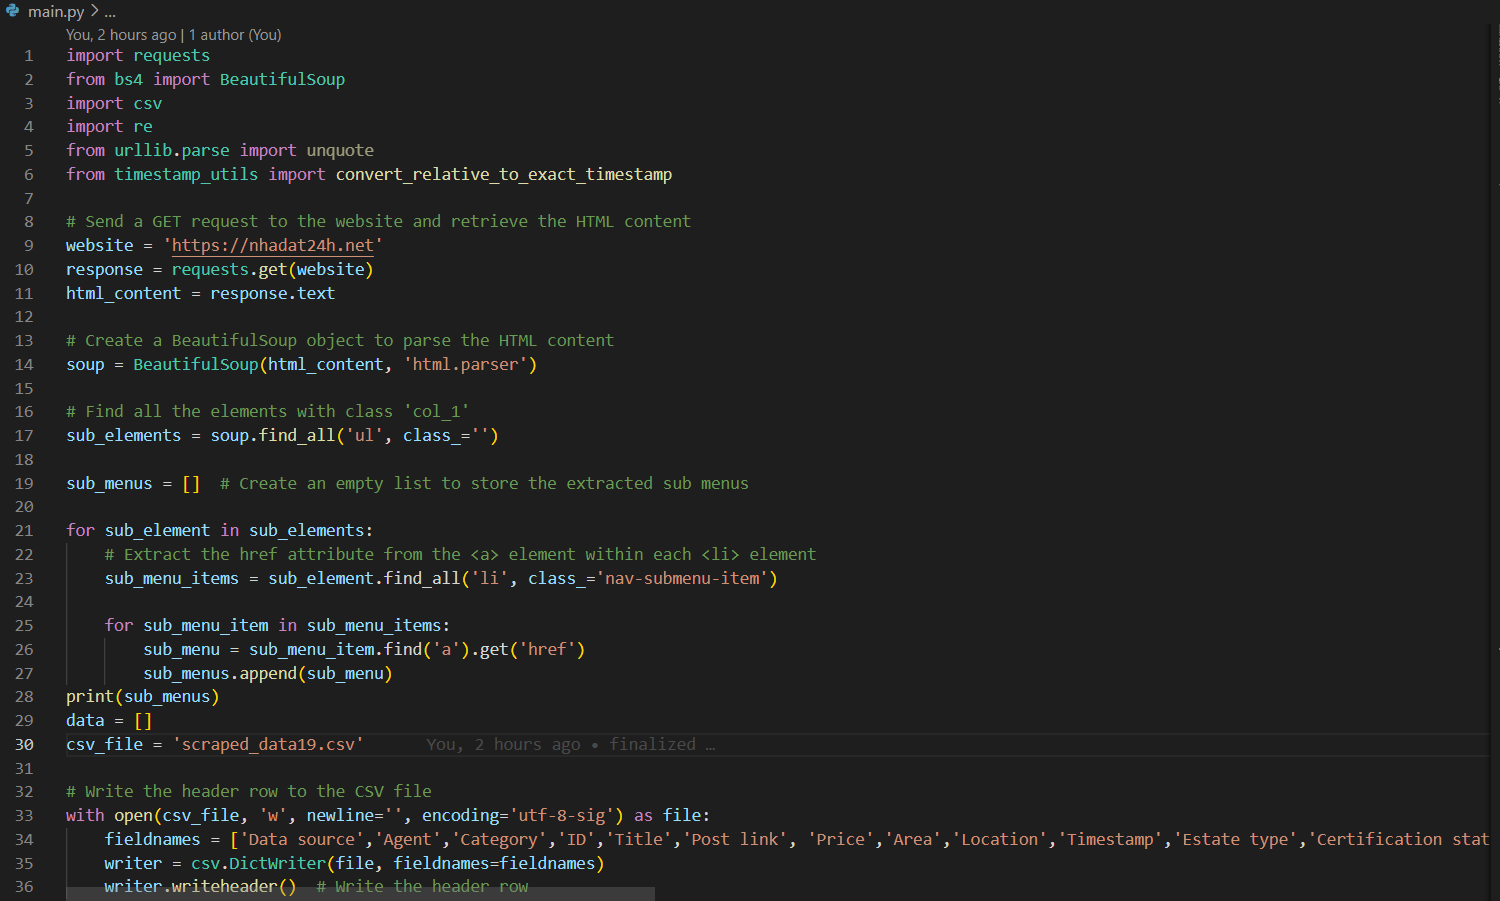 main.py > ...
You, 2 hours ago | 1 author (You)
1 import requests
2 from bs4 import BeautifulSoup
3 import csv
4 import re
5 from urllib.parse import unquote
6 from timestamp_utils import convert_relative_to_exact_timestamp
7
8 # Send a GET request to the website and retrieve the HTML content
9 website = 'https://nhadat24h.net'
10 response = requests.get(website)
11 html_content = response.text
12
13 # Create a BeautifulSoup object to parse the HTML content
14 soup = BeautifulSoup(html_content, 'html.parser')
15
16 # Find all the elements with class 'col_1'
17 sub_elements = soup.find_all('ul', class_='')
18
19 sub_menus = []  # Create an empty list to store the extracted sub menus
20
21 for sub_element in sub_elements:
22     # Extract the href attribute from the <a> element within each <li> element
23     sub_menu_items = sub_element.find_all('li', class_='nav-submenu-item')
24
25     for sub_menu_item in sub_menu_items:
26         sub_menu = sub_menu_item.find('a').get('href')
27         sub_menus.append(sub_menu)
28 print(sub_menus)
29 data = []
30 csv_file = 'scraped_data19.csv' You, 2 hours ago • finalized …
31
32 # Write the header row to the CSV file
33 with open(csv_file, 'w', newline='', encoding='utf-8-sig') as file:
34     fieldnames = ['Data source','Agent','Category','ID','Title','Post link', 'Price','Area','Location','Timestamp','Estate type','Certification stat
35     writer = csv.DictWriter(file, fieldnames=fieldnames)
36     writer.writeheader()  # Write the header row